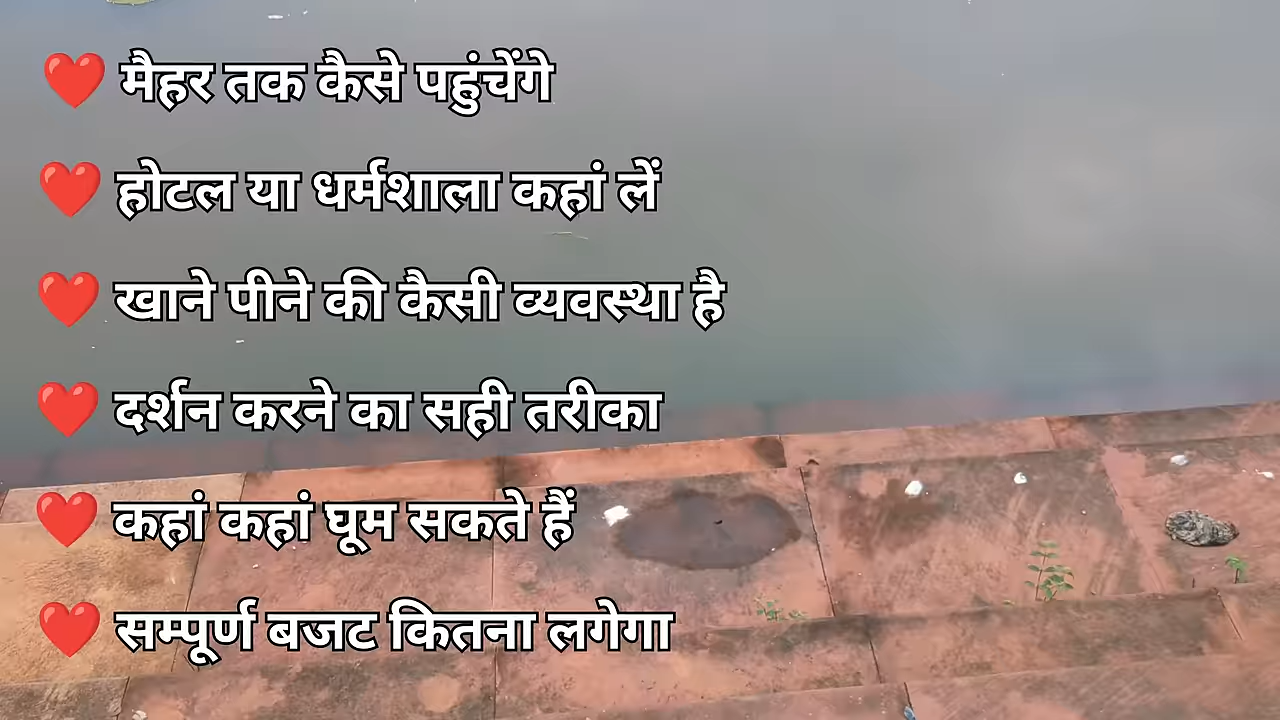 ❤️ मैहर तक कैसे पहुंचेंगे
❤️ होटल या धर्मशाला कहां लें
❤️ खाने पीने की कैसी व्यवस्था है
❤️ दर्शन करने का सही तरीका
❤️ कहां कहां घूम सकते हैं
❤️ सम्पूर्ण बजट कितना लगेगा